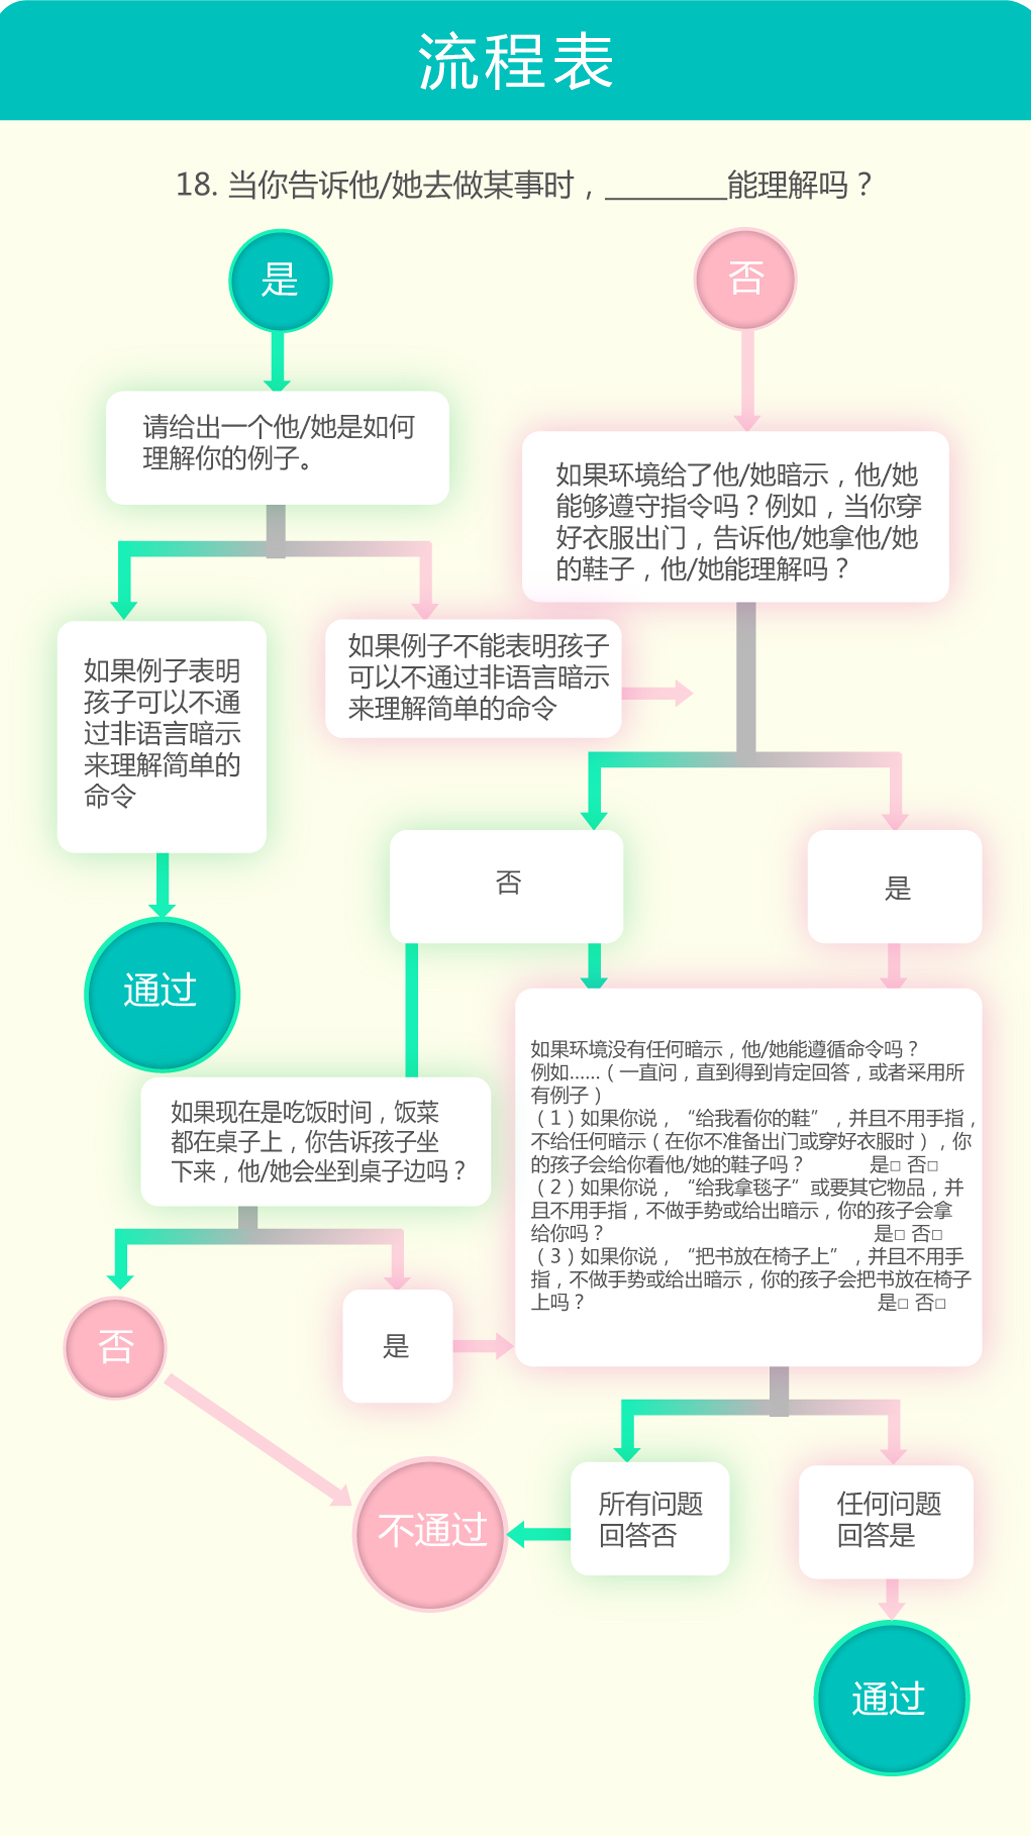 流程表
18. 当你告诉他/她去做某事时，________能理解吗？
是
否
请给出一个他/她是如何
理解你的例子。
如果环境给了他/她暗示，他/她
能够遵守指令吗？例如，当你穿
好衣服出门，告诉他/她拿他/她
的鞋子，他/她能理解吗？
如果例子表明
孩子可以不通
过非语言暗示
来理解简单的
命令
如果例子不能表明孩子
可以不通过非语言暗示
来理解简单的命令
否
是
通过
如果环境没有任何暗示，他/她能遵循命令吗？
例如……（一直问，直到得到肯定回答，或者采用所
有例子）
（1）如果你说，“给我看你的鞋”，并且不用手指，
不给任何暗示（在你不准备出门或穿好衣服时），你
的孩子会给你看他/她的鞋子吗？ 是□ 否□
（2）如果你说，“给我拿毯子”或要其它物品，并
且不用手指，不做手势或给出暗示，你的孩子会拿
给你吗？ 是□ 否□
（3）如果你说，“把书放在椅子上”，并且不用手
指，不做手势或给出暗示，你的孩子会把书放在椅子
上吗？ 是□ 否□
如果现在是吃饭时间，饭菜
都在桌子上，你告诉孩子坐
下来，他/她会坐到桌子边吗？
否
是
不通过
所有问题
回答否
任何问题
回答是
通过